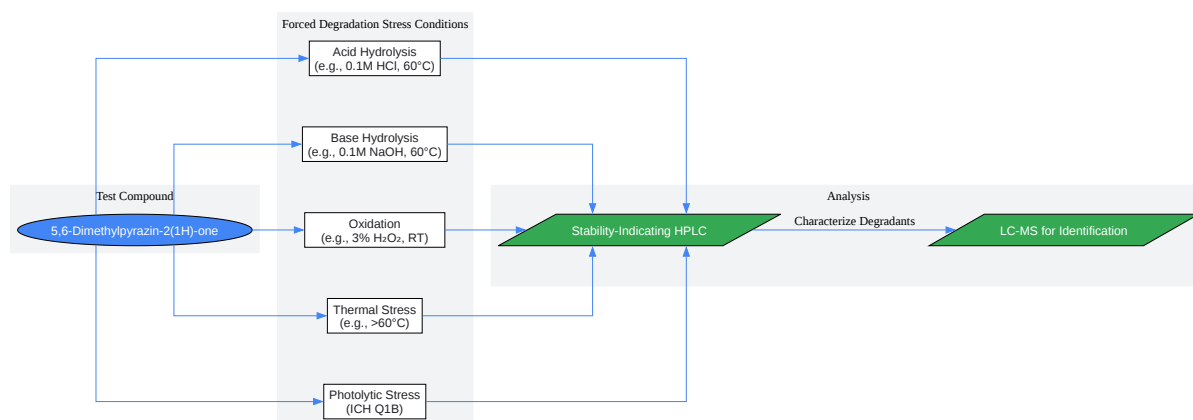 Forced Degradation Stress Conditions
Acid Hydrolysis
(e.g., 0.1M HCl, 60°C)
Base Hydrolysis
(e.g., 0.1M NaOH, 60°C)
Test Compound
5,6-Dimethylpyrazin-2(1H)-one
Oxidation
(e.g., 3% H₂O₂, RT)
Thermal Stress
(e.g., >60°C)
Photolytic Stress
(ICH Q1B)
Analysis
Stability-Indicating HPLC
Characterize Degradants
LC-MS for Identification